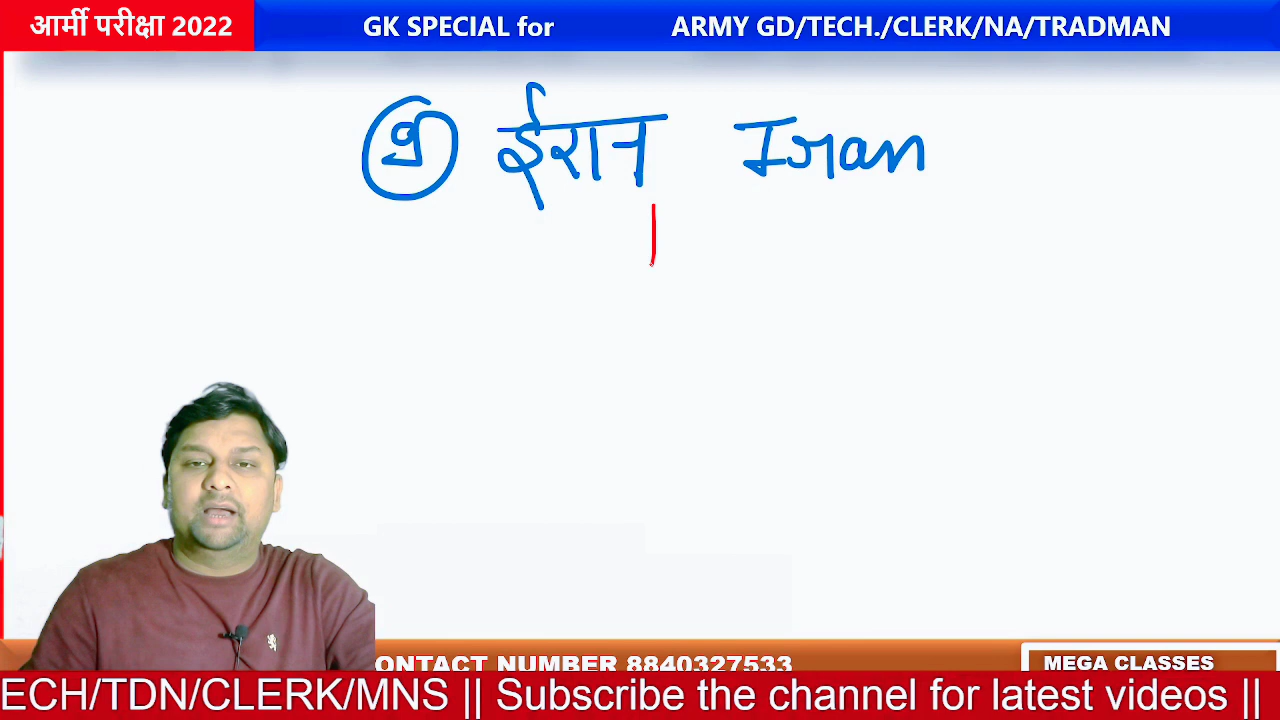 आर्मी परीक्षा 2022 GK SPECIAL for ARMY GD/TECH./CLERK/NA/TRADMAN
ईरान Iran
ONTACT NUMBER 8840327533 MEGA CLASSES
ECH/TDN/CLERK/MNS || Subscribe the channel for latest videos ||